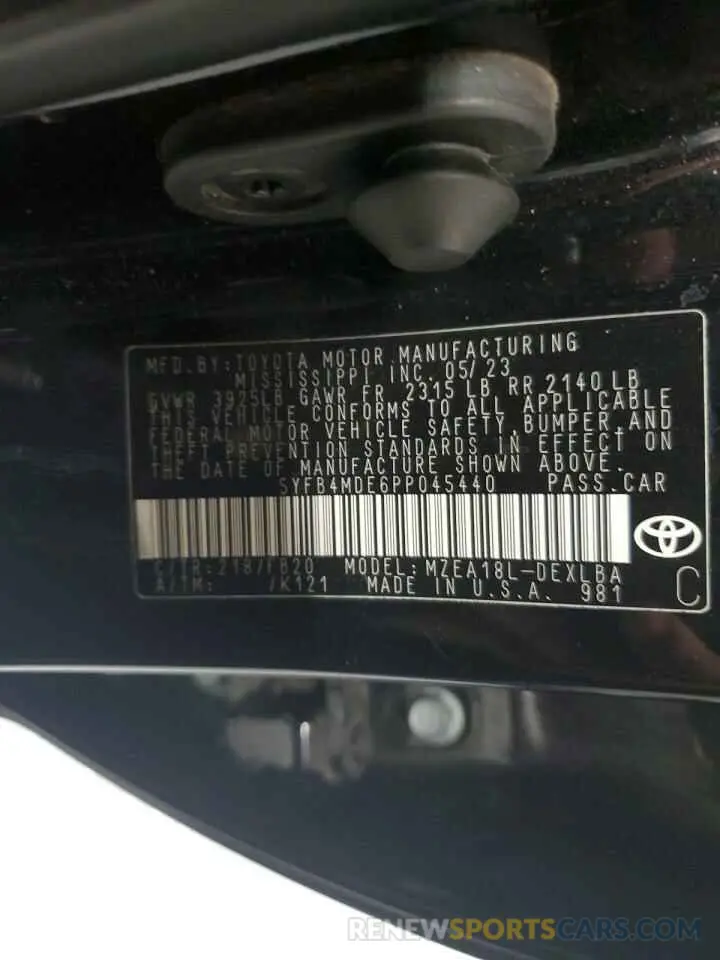 MFD.BY:TOYOTA MOTOR MANUFACTURING
MISSISSIPPI INC. 05/23
GVWR 3925LB GAWR FR 2315 LB RR 2140 LB
THIS VEHICLE CONFORMS TO ALL APPLICABLE
FEDERAL MOTOR VEHICLE SAFETY,BUMPER,AND
THEFT PREVENTION STANDARDS IN EFFECT ON
THE DATE OF MANUFACTURE SHOWN ABOVE.
5YFB4MDE6PP045440 PASS.CAR
C/TR:218/FB20 MODEL:MZEA18L-DEXLBA
A/TM: /K121 MADE IN U.S.A. 981
C
RENEWSPORTSCARS.COM